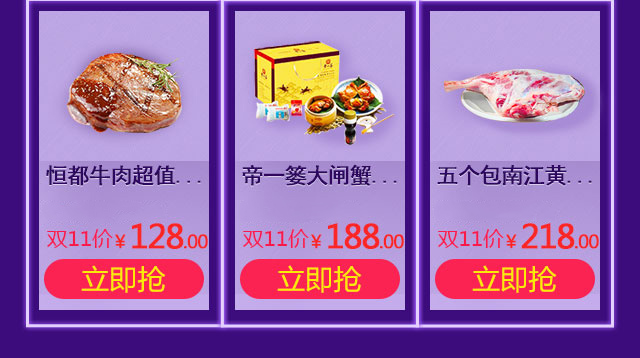 恒都牛肉超值...
双11价¥128.00
立即抢
帝一篓大闸蟹...
双11价¥188.00
立即抢
五个包南江黄...
双11价¥218.00
立即抢